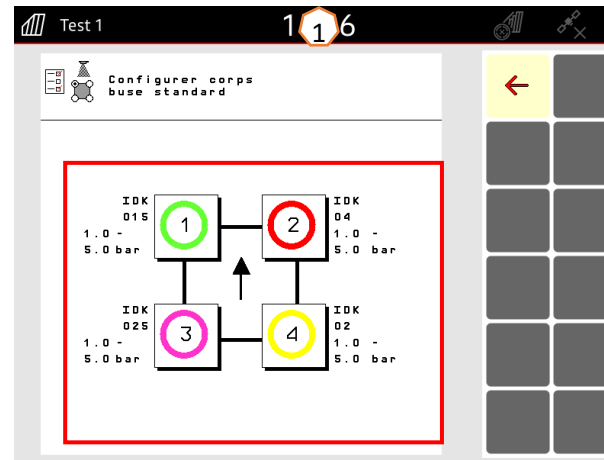 Test 1
1 1 6
Configurer corps
buse standard
IDK
015
1.0 -
5.0 bar
1
2
IDK
04
1.0 -
5.0 bar
IDK
025
1.0 -
5.0 bar
3
4
IDK
02
1.0 -
5.0 bar